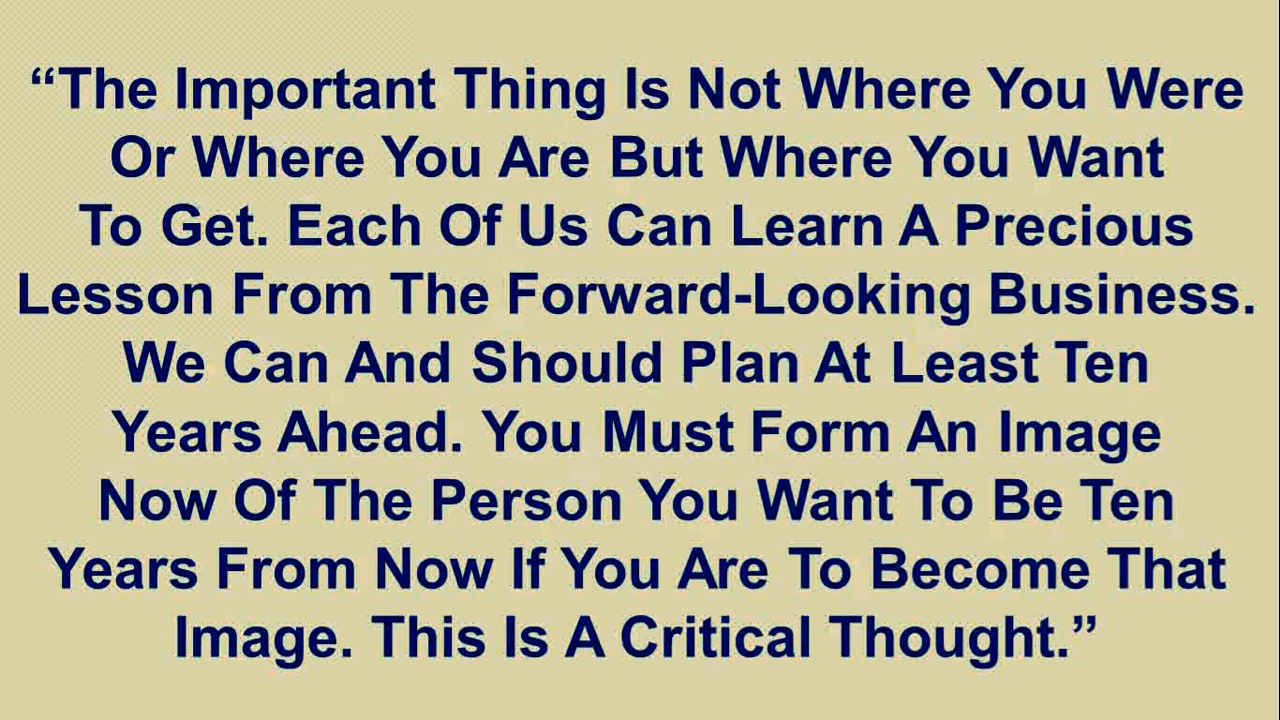 “The Important Thing Is Not Where You Were
Or Where You Are But Where You Want
To Get. Each Of Us Can Learn A Precious
Lesson From The Forward-Looking Business.
We Can And Should Plan At Least Ten
Years Ahead. You Must Form An Image
Now Of The Person You Want To Be Ten
Years From Now If You Are To Become That
Image. This Is A Critical Thought.”